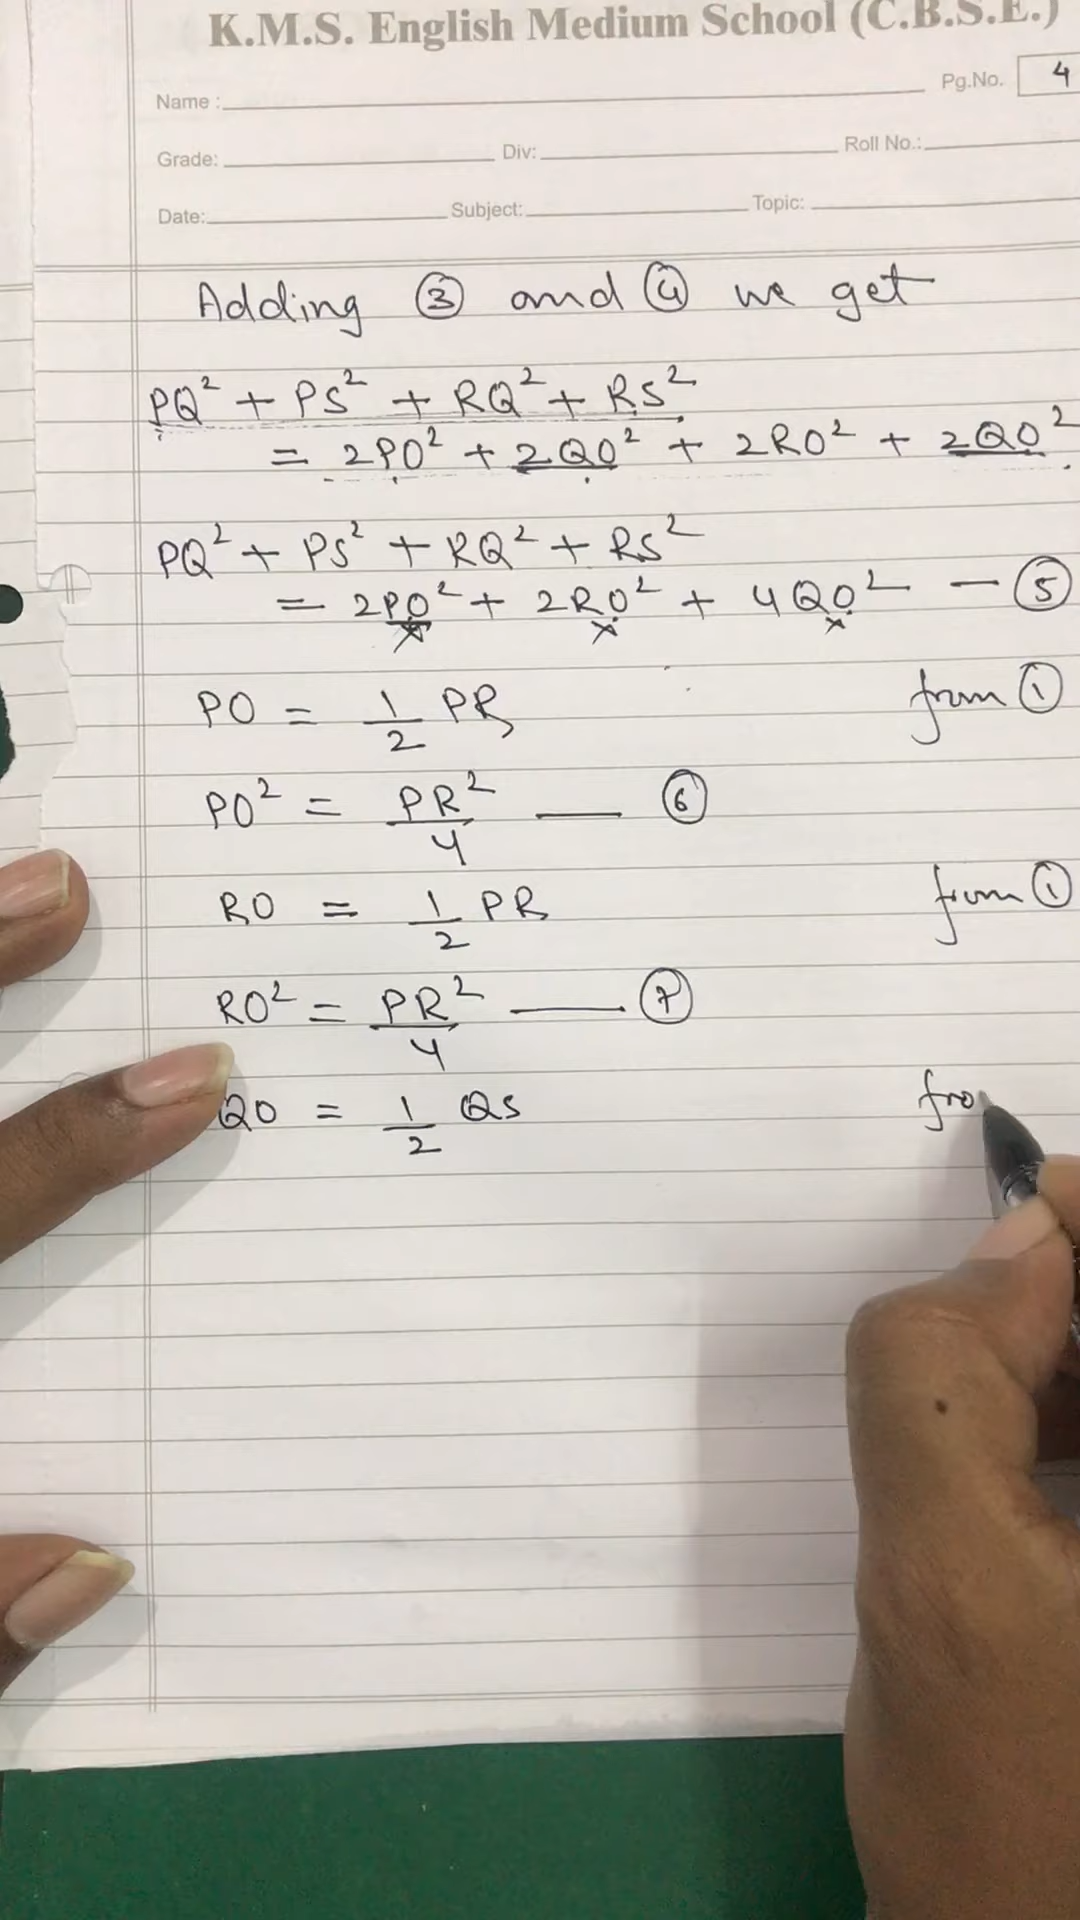 K.M.S. English Medium School (C.B.S.E.)
Pg.No. 4
Name :
Grade: Div: Roll No.:
Date: Subject: Topic:
Adding ③ and ④ we get
PQ² + PS² + RQ² + RS²
= 2PO² + 2QO² + 2RO² + 2QO²
PQ² + PS² + RQ² + RS²
= 2PO² + 2RO² + 4QO² — ⑤
PO = 1/2 PR from ①
PO² = PR²/4 — ⑥
RO = 1/2 PR from ①
RO² = PR²/4 — ⑦
QO = 1/2 QS fro